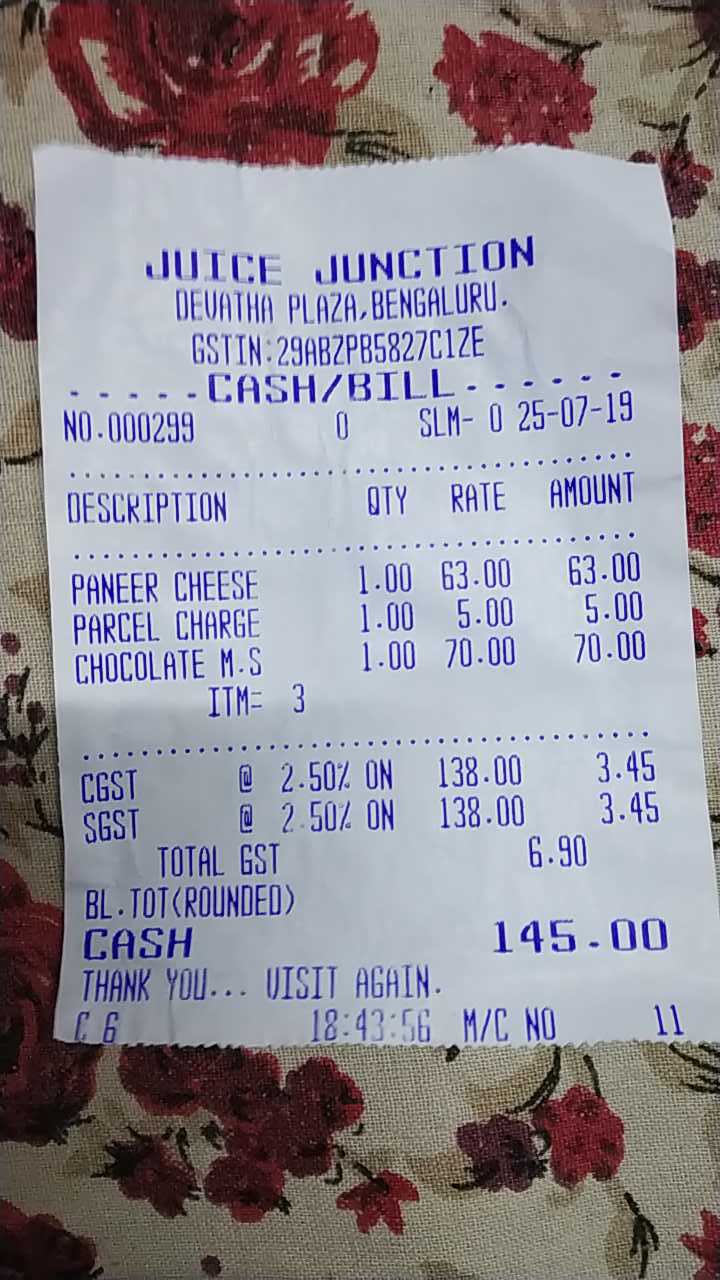 JUICE JUNCTION
DEVATHA PLAZA,BENGALURU.
GSTIN:29ABZPB5827C1ZE
- - - - - CASH/BILL - - - - - -
NO.000299 0 SLM- 0 25-07-19
DESCRIPTION QTY RATE AMOUNT
PANEER CHEESE 1.00 63.00 63.00
PARCEL CHARGE 1.00 5.00 5.00
CHOCOLATE M.S 1.00 70.00 70.00
ITM= 3
CGST @ 2.50% ON 138.00 3.45
SGST @ 2.50% ON 138.00 3.45
TOTAL GST 6.90
BL.TOT(ROUNDED)
CASH 145.00
THANK YOU... VISIT AGAIN.
C 6 18:43:56 M/C NO 11